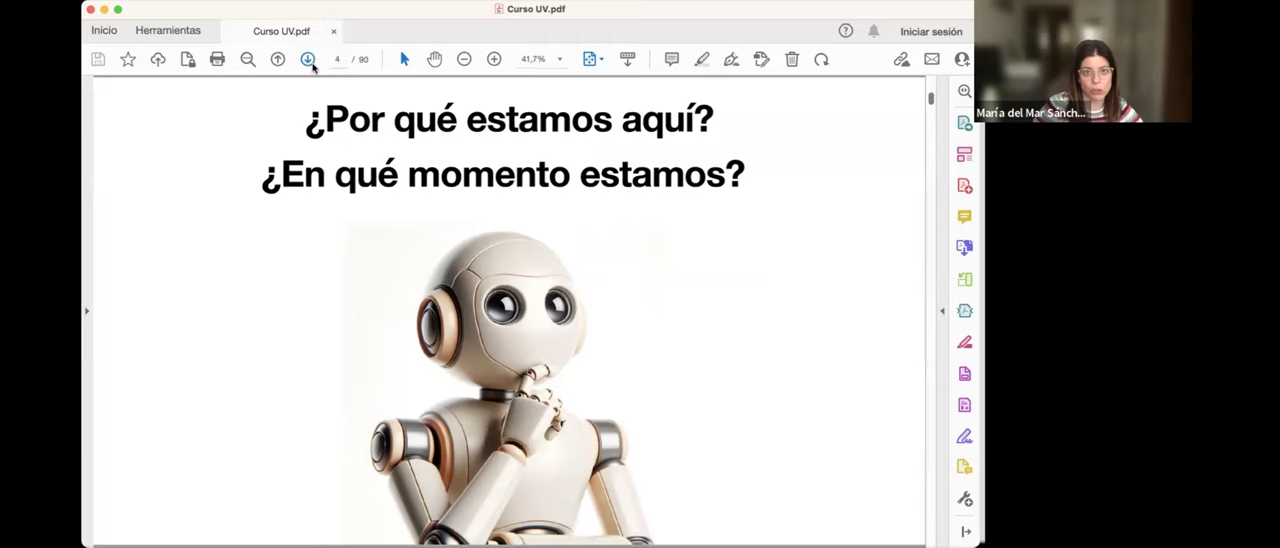 Curso UV.pdf
Inicio
Herramientas
Curso UV.pdf
Iniciar sesión
4 / 90
41,7%
María del Mar Sánch...
¿Por qué estamos aquí?
¿En qué momento estamos?